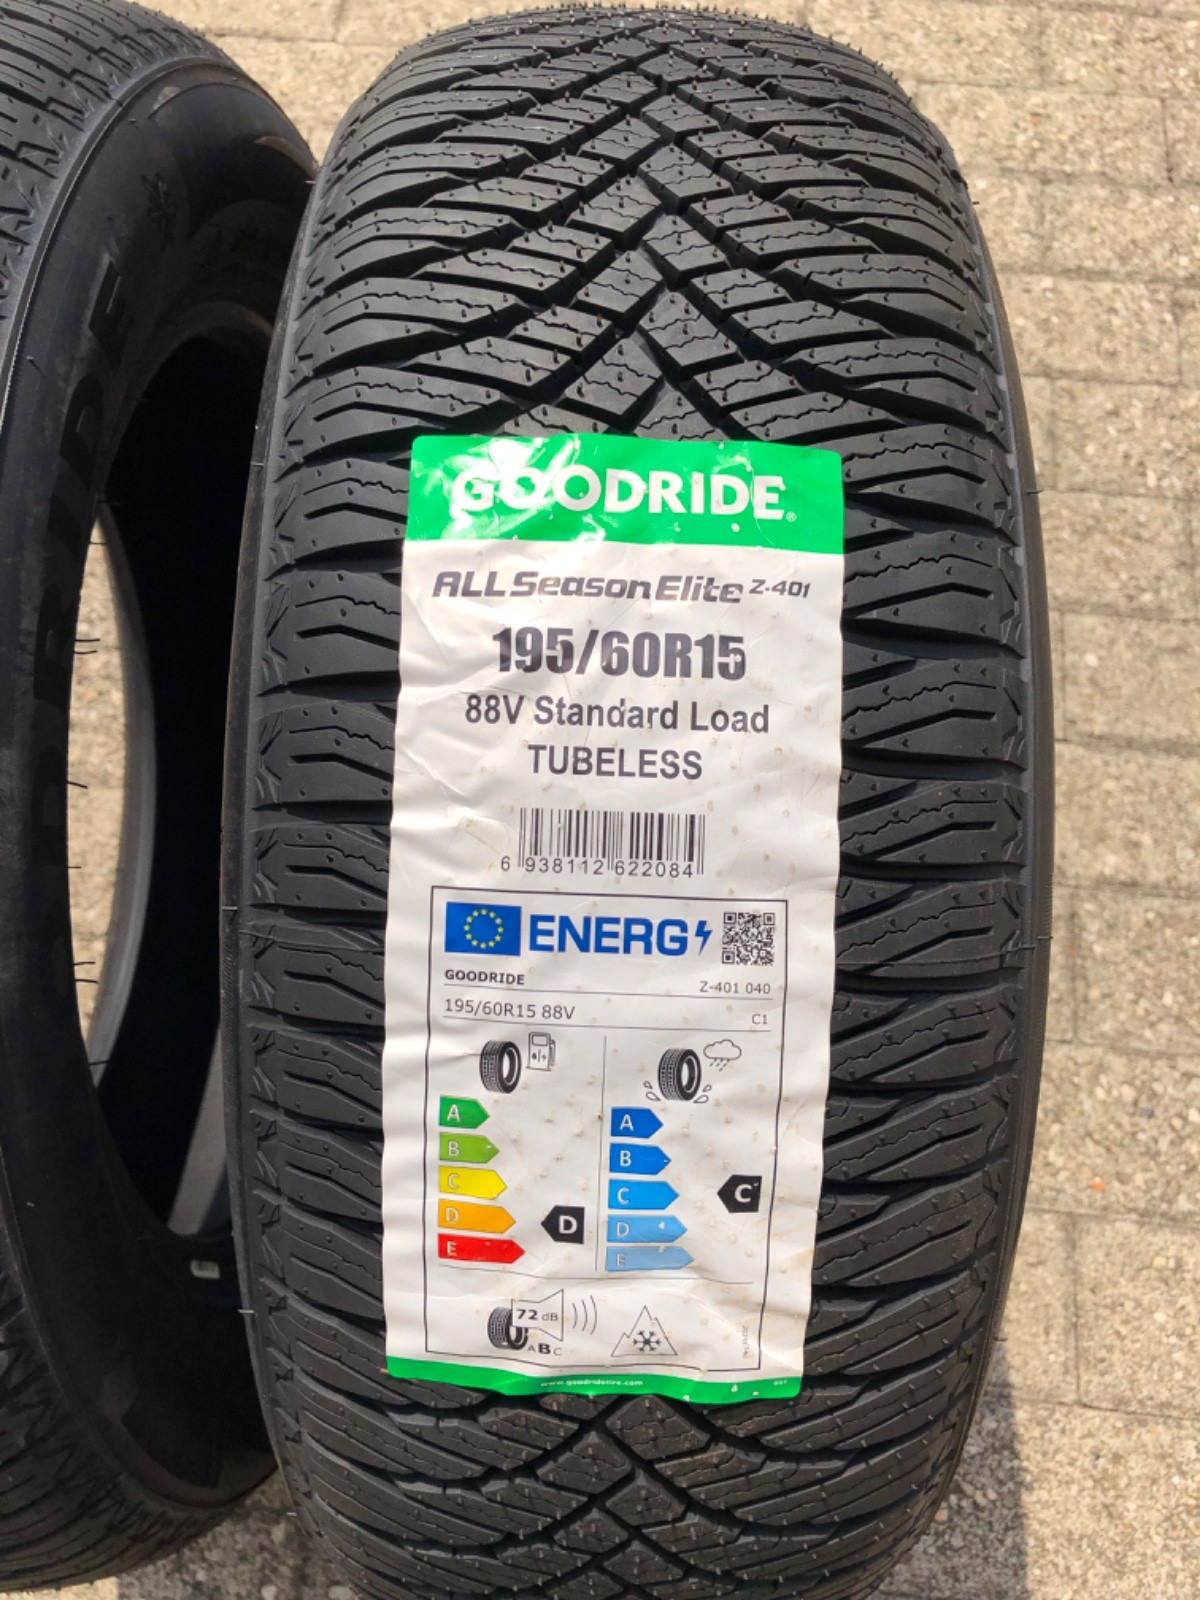 GOODRIDE®
ALL Season Elite Z-401
195/60R15
88V Standard Load
TUBELESS
6 938112 622084
ENERG
GOODRIDE
Z-401 040
195/60R15 88V
C1
A
B
C
D
E
D
A
B
C
D
E
C
72 dB
ABC
www.goodridetire.com